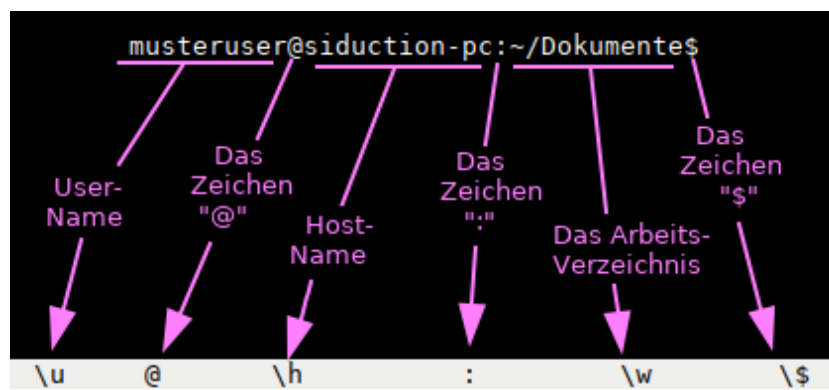 musteruser@siduction-pc:~/Dokumente$
User-
Name
Das
Zeichen
"@"
Host-
Name
Das
Zeichen
":"
Das Arbeits-
Verzeichnis
Das
Zeichen
"$"
\u @ \h : \w \$